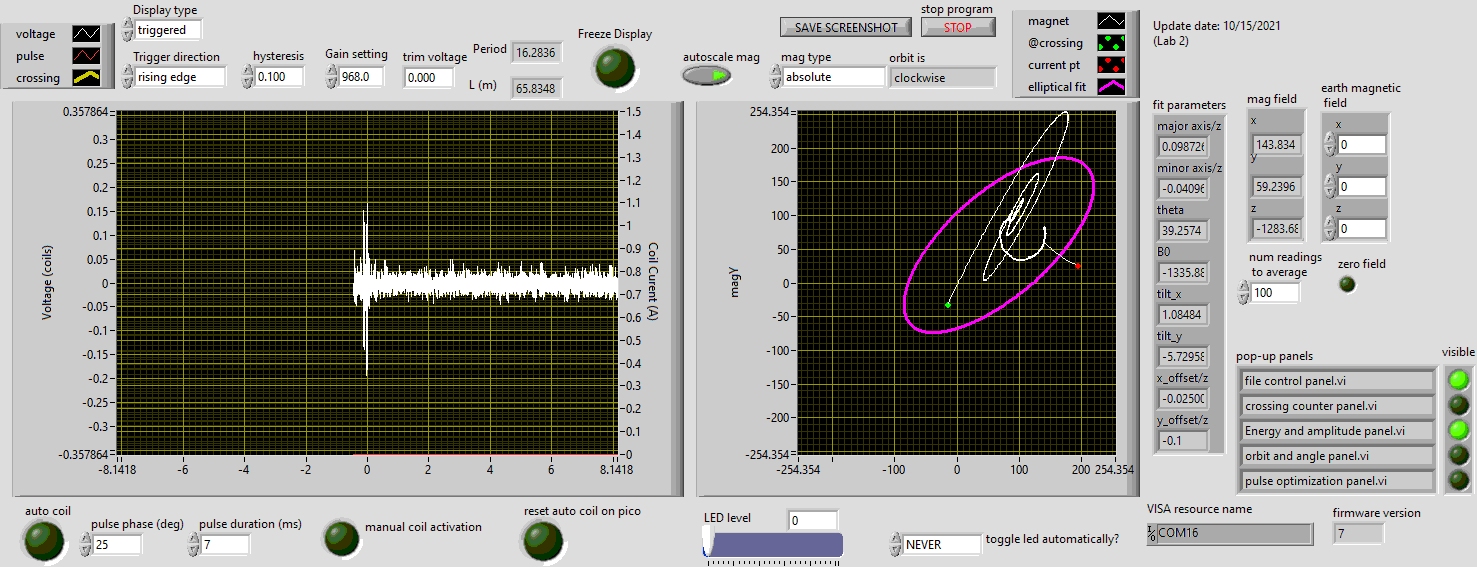 voltage
pulse
crossing
Display type
triggered
Trigger direction
rising edge
hysteresis
0.100
Gain setting
968.0
trim voltage
0.000
Period
16.2836
L (m)
65.8348
Freeze Display
SAVE SCREENSHOT
stop program
STOP
autoscale mag
mag type
absolute
orbit is
clockwise
magnet
@crossing
current pt
elliptical fit
Update date: 10/15/2021
(Lab 2)
Voltage (coils)
0.357864
0.3
0.25
0.2
0.15
0.1
0.05
0
-0.05
-0.1
-0.15
-0.2
-0.25
-0.3
-0.357864
-8.1418
-6
-4
-2
0
2
4
6
8.1418
1.5
1.4
1.3
1.2
1.1
1
0.9
0.8
0.7
0.6
0.5
0.4
0.3
0.2
0.1
0
Coil Curent (A)
magY
254.354
200
150
100
50
0
-50
-100
-150
-200
-254.354
-254.354
-100
0
100
200
254.354
fit parameters
major axis/z
0.098726
minor axis/z
-0.04096
theta
39.2574
B0
-1335.88
tilt_x
1.08484
tilt_y
-5.72958
x_offset/z
-0.02500
y_offset/z
-0.1
mag field
x
143.834
y
59.2396
z
-1283.68
earth magnetic
field
x
0
y
0
z
0
num readings
to average
100
zero field
pop-up panels
visible
file control panel.vi
crossing counter panel.vi
Energy and amplitude panel.vi
orbit and angle panel.vi
pulse optimization panel.vi
auto coil
pulse phase (deg)
25
pulse duration (ms)
7
manual coil activation
reset auto coil on pico
LED level
0
NEVER
toggle led automatically?
VISA resource name
COM16
firmware version
7